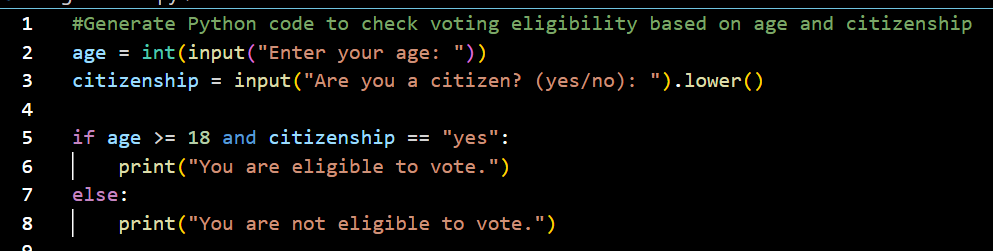 1 #Generate Python code to check voting eligibility based on age and citizenship
2 age = int(input("Enter your age: "))
3 citizenship = input("Are you a citizen? (yes/no): ").lower()
4
5 if age >= 18 and citizenship == "yes":
6     print("You are eligible to vote.")
7 else:
8     print("You are not eligible to vote.")